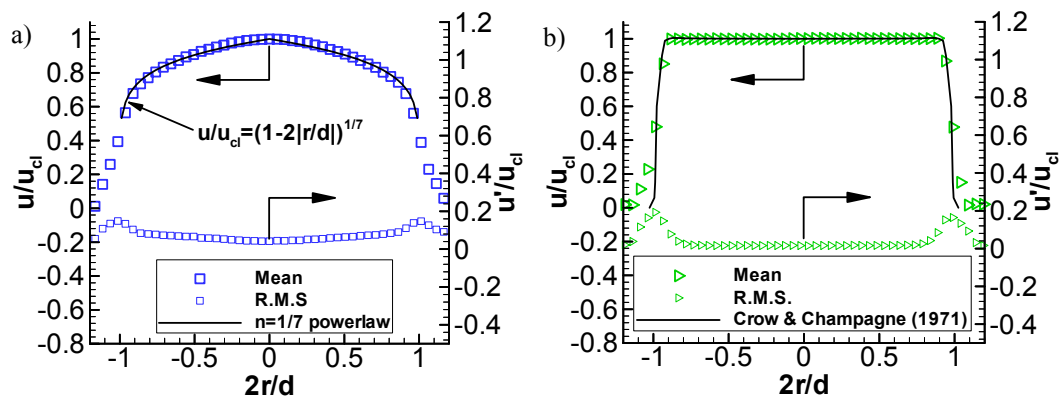 a)
1
0.8
0.6
0.4
0.2
0
-0.2
-0.4
-0.6
-0.8
u/u_cl
1.2
1
0.8
0.6
0.4
0.2
0
-0.2
-0.4
u'/u_cl
u/u_cl=(1-2|r/d|)^1/7
Mean
R.M.S
n=1/7 powerlaw
-1 -0.5 0 0.5 1
2r/d
b)
1
0.8
0.6
0.4
0.2
0
-0.2
-0.4
-0.6
-0.8
u/u_cl
1.2
1
0.8
0.6
0.4
0.2
0
-0.2
-0.4
u'/u_cl
Mean
R.M.S.
Crow & Champagne (1971)
-1 -0.5 0 0.5 1
2r/d